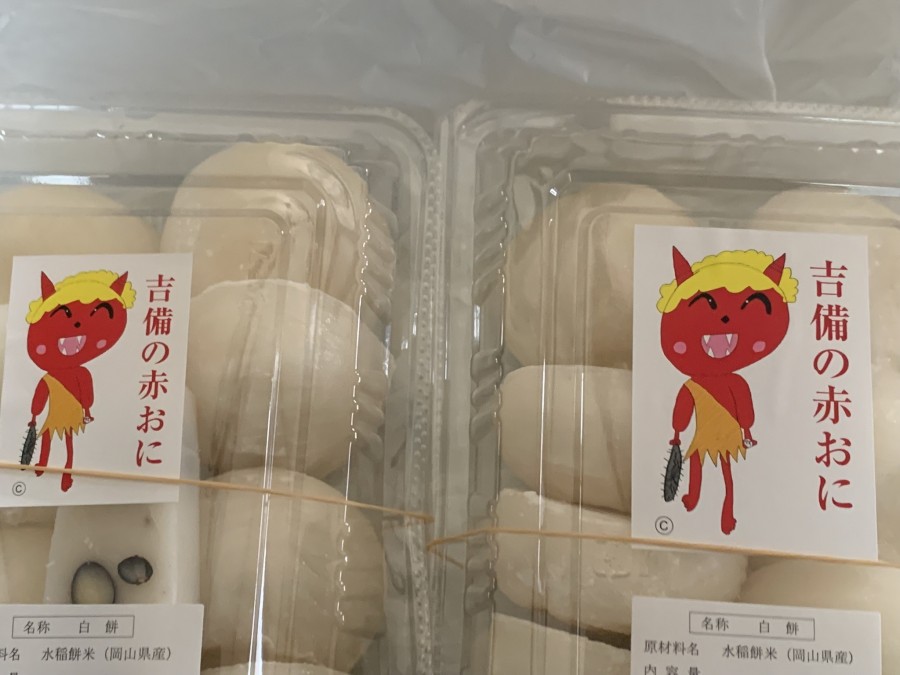 吉備の赤おに
©
名称 白餅
料名 水稲餅米（岡山県産）
吉備の赤おに
©
名称 白餅
原材料名 水稲餅米（岡山県産）
内容量